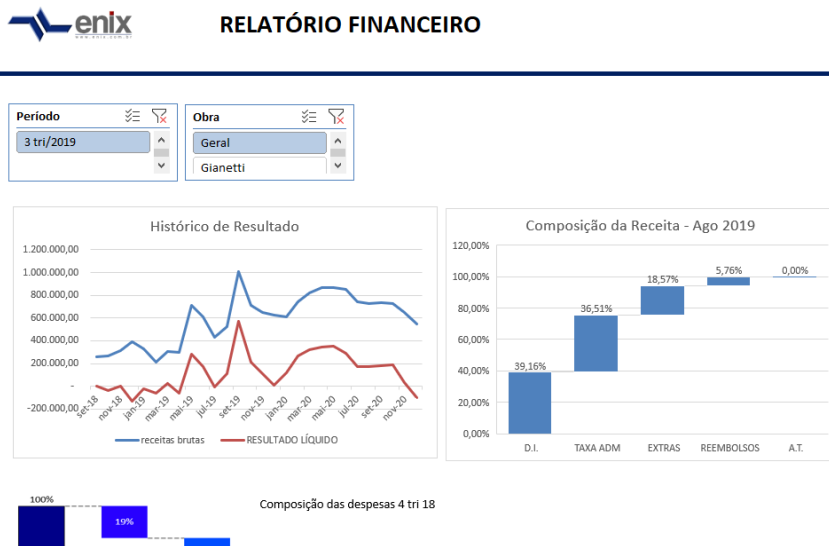 enix
www.enix.com.br
RELATÓRIO FINANCEIRO
Período
3 tri/2019
Obra
Geral
Gianetti
Histórico de Resultado
1.200.000,00
1.000.000,00
800.000,00
600.000,00
400.000,00
200.000,00
-
-200.000,00
set-18
nov-18
jan-19
mar-19
mai-19
jul-19
set-19
nov-19
jan-20
mar-20
mai-20
jul-20
set-20
nov-20
receitas brutas
RESULTADO LÍQUIDO
Composição da Receita - Ago 2019
120,00%
100,00%
80,00%
60,00%
40,00%
20,00%
0,00%
39,16%
36,51%
18,57%
5,76%
0,00%
D.I.
TAXA ADM
EXTRAS
REEMBOLSOS
A.T.
Composição das despesas 4 tri 18
100%
19%